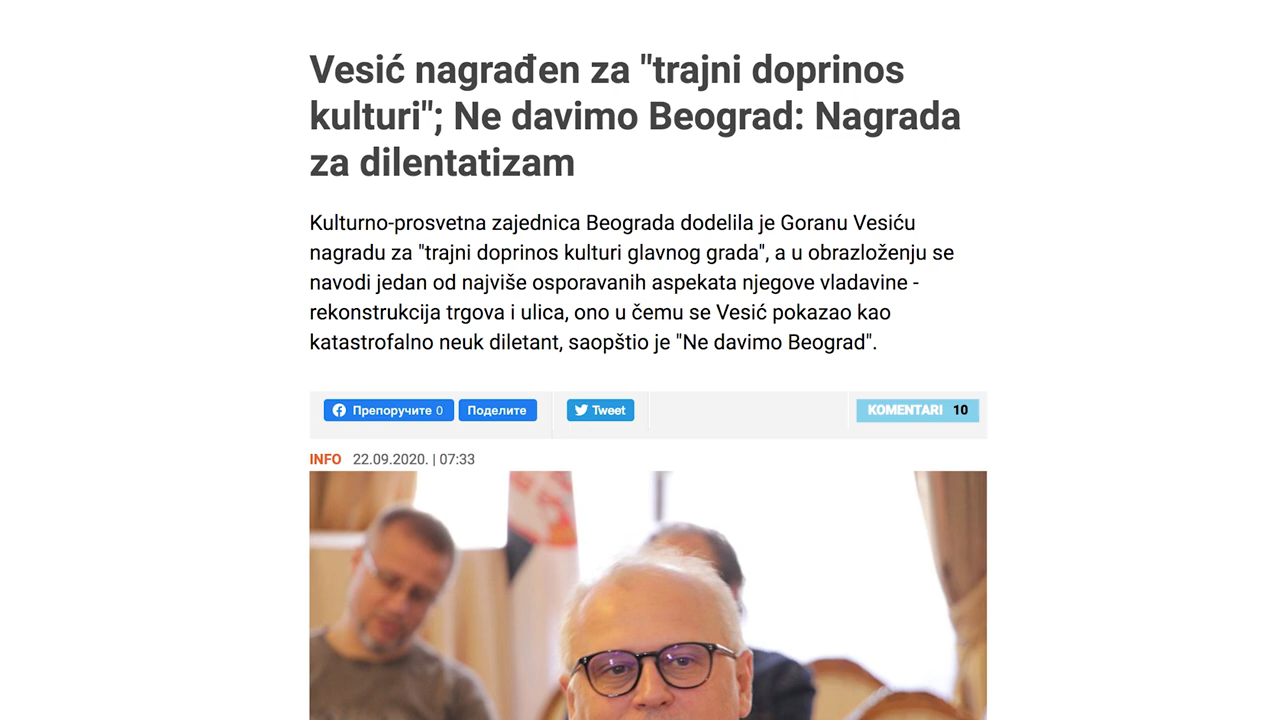 Vesić nagrađen za "trajni doprinos
kulturi"; Ne davimo Beograd: Nagrada
za dilentatizam
Kulturno-prosvetna zajednica Beograda dodelila je Goranu Vesiću
nagradu za "trajni doprinos kulturi glavnog grada", a u obrazloženju se
navodi jedan od najviše osporavanih aspekata njegove vladavine -
rekonstrukcija trgova i ulica, ono u čemu se Vesić pokazao kao
katastrofalno neuk diletant, saopštio je "Ne davimo Beograd".
Препоручите 0 Поделите Tweet KOMENTARI 10
INFO 22.09.2020. | 07:33